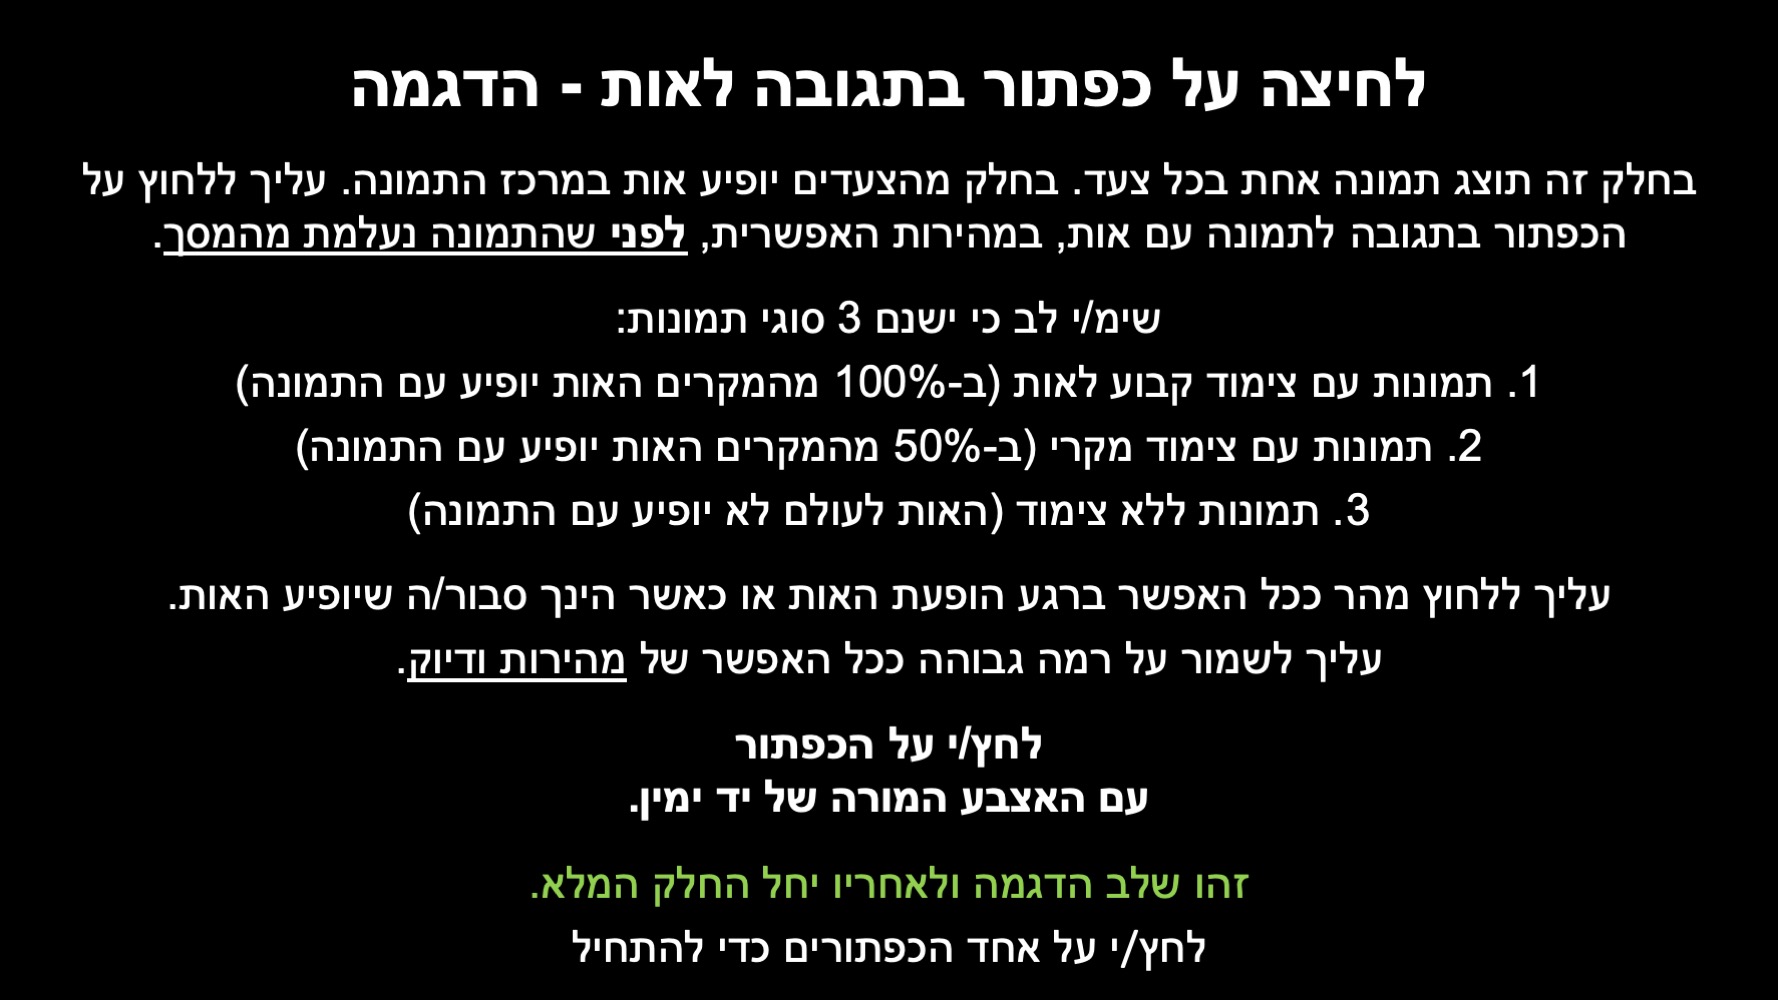 לחיצה על כפתור בתגובה לאות - הדגמה
בחלק זה תוצג תמונה אחת בכל צעד. בחלק מהצעדים יופיע אות במרכז התמונה. עליך ללחוץ על
הכפתור בתגובה לתמונה עם אות, במהירות האפשרית, לפני שהתמונה נעלמת מהמסך.
שימ/י לב כי ישנם 3 סוגי תמונות:
1. תמונות עם צימוד קבוע לאות (ב-100% מהמקרים האות יופיע עם התמונה)
2. תמונות עם צימוד מקרי (ב-50% מהמקרים האות יופיע עם התמונה)
3. תמונות ללא צימוד (האות לעולם לא יופיע עם התמונה)
עליך ללחוץ מהר ככל האפשר ברגע הופעת האות או כאשר הינך סבור/ה שיופיע האות.
עליך לשמור על רמה גבוהה ככל האפשר של מהירות ודיוק.
לחץ/י על הכפתור
עם האצבע המורה של יד ימין.
זהו שלב הדגמה ולאחריו יחל החלק המלא.
לחץ/י על אחד הכפתורים כדי להתחיל